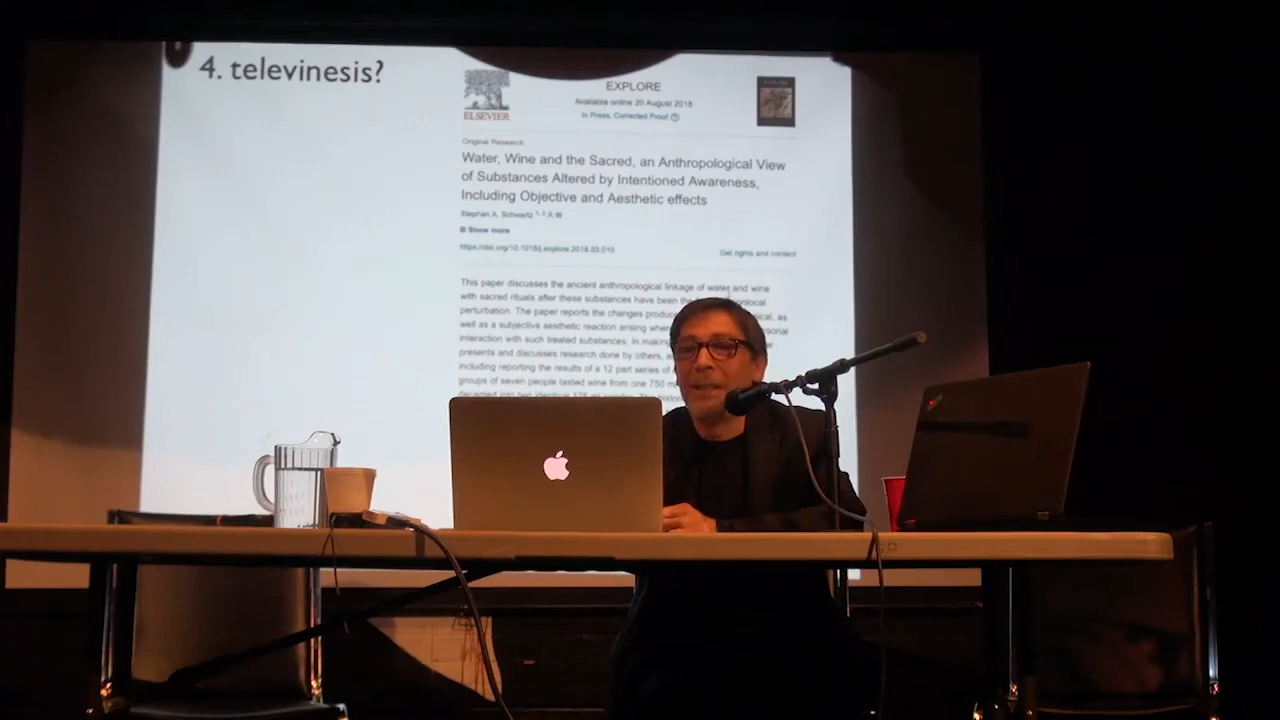 4. televinesis?
ELSEVIER
EXPLORE
Available online 20 August 2018
In Press, Corrected Proof
Original Research
Water, Wine and the Sacred, an Anthropological View
of Substances Altered by Intentioned Awareness,
Including Objective and Aesthetic effects
Stephan A. Schwartz
Show more
https://doi.org/10.1016/j.explore.2018.03.010
Get rights and content
This paper discusses the ancient anthropological linkage of water and wine
with sacred rituals after these substances have been the
perturbation. The paper reports the changes as
well as a subjective aesthetic reaction arising
interaction with such treated substances. In
presents and discusses research done by others,
including reporting the results of a 12 part series of
groups of seven people tasted wine from one 750
decanted into two identical